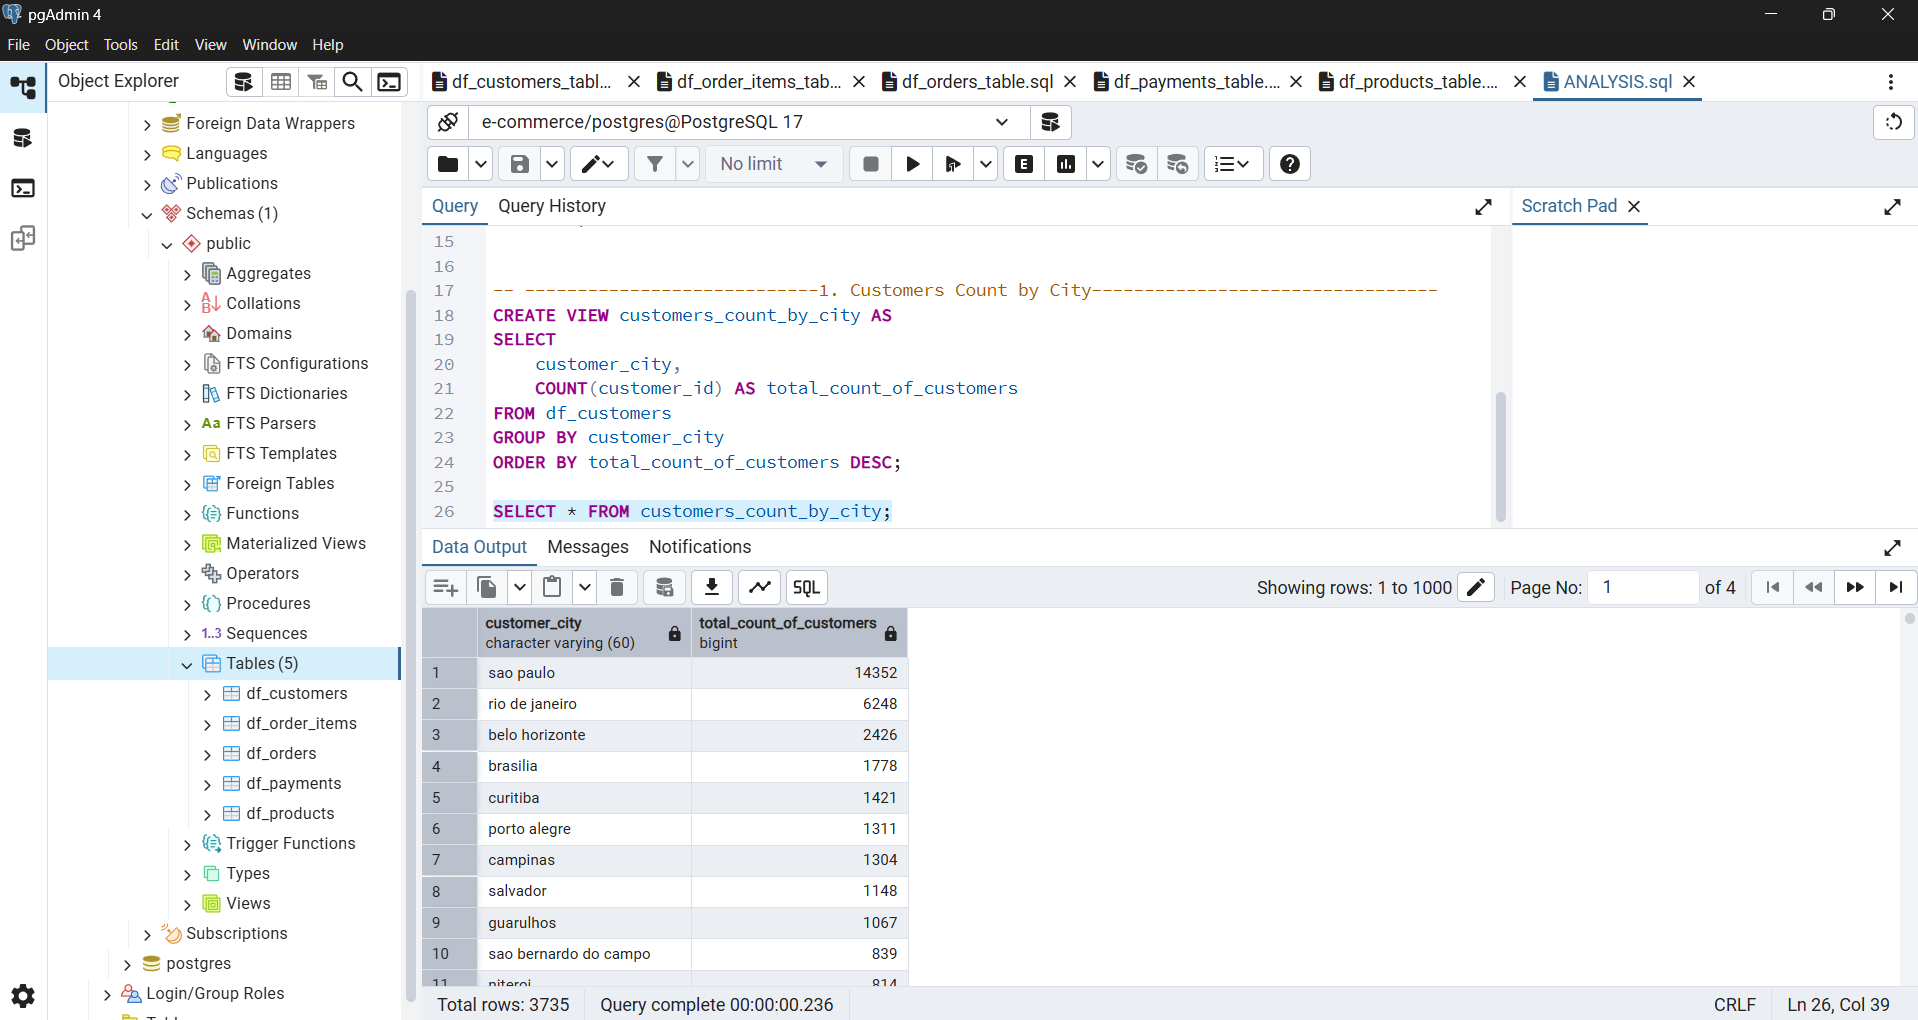 pgAdmin 4
File Object Tools Edit View Window Help
Object Explorer
df_customers_tabl... df_order_items_tab... df_orders_table.sql df_payments_table.... df_products_table.... ANALYSIS.sql
e-commerce/postgres@PostgreSQL 17
No limit
E
Query Query History
Scratch Pad
Foreign Data Wrappers
Languages
Publications
Schemas (1)
public
Aggregates
Collations
Domains
FTS Configurations
FTS Dictionaries
Aa FTS Parsers
FTS Templates
Foreign Tables
Functions
Materialized Views
Operators
Procedures
1..3 Sequences
Tables (5)
df_customers
df_order_items
df_orders
df_payments
df_products
Trigger Functions
Types
Views
Subscriptions
postgres
Login/Group Roles
15
16
17 -- ----------------------------1. Customers Count by City---------------------------------
18 CREATE VIEW customers_count_by_city AS
19 SELECT
20 customer_city,
21 COUNT(customer_id) AS total_count_of_customers
22 FROM df_customers
23 GROUP BY customer_city
24 ORDER BY total_count_of_customers DESC;
25
26 SELECT * FROM customers_count_by_city;
Data Output Messages Notifications
SQL
Showing rows: 1 to 1000 Page No: 1 of 4
customer_city total_count_of_customers
character varying (60) bigint
1 sao paulo 14352
2 rio de janeiro 6248
3 belo horizonte 2426
4 brasilia 1778
5 curitiba 1421
6 porto alegre 1311
7 campinas 1304
8 salvador 1148
9 guarulhos 1067
10 sao bernardo do campo 839
11 niteroi 814
Total rows: 3735 Query complete 00:00:00.236 CRLF Ln 26, Col 39